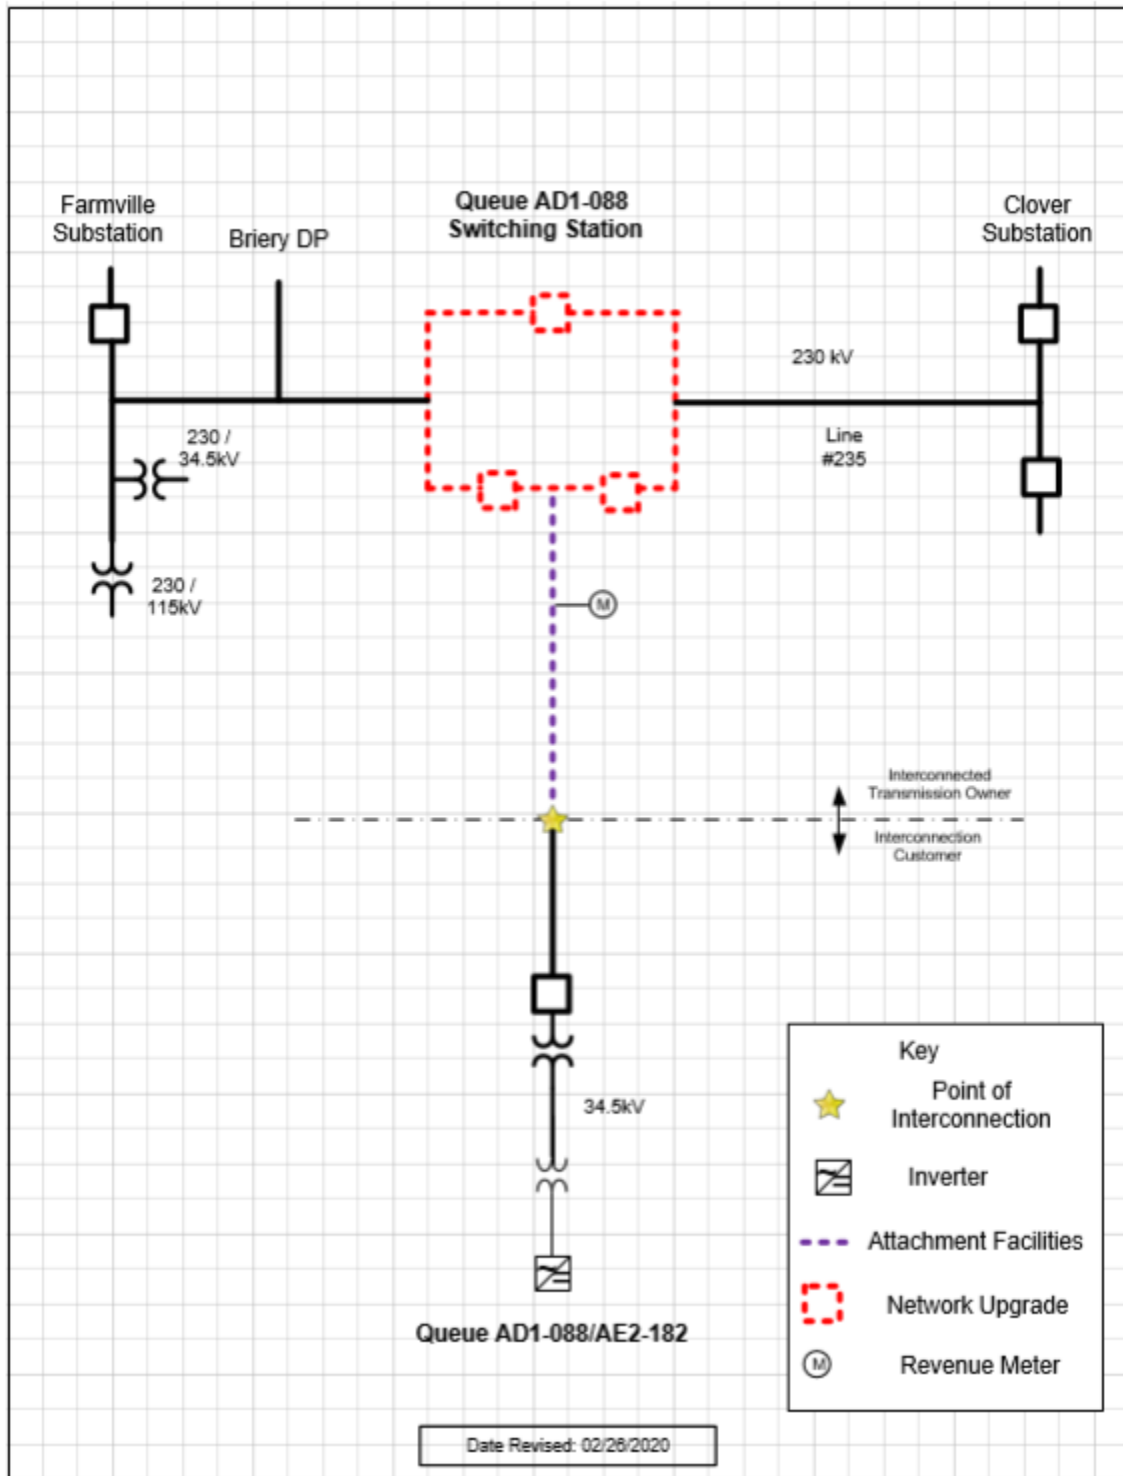 Farmville
Substation
Briery DP
Queue AD1-088
Switching Station
Clover
Substation
230 kV
Line
#235
230 /
34.5kV
230 /
115kV
M
Interconnected
Transmission Owner
Interconnection
Customer
34.5kV
Queue AD1-088/AE2-182
Key
Point of
Interconnection
Inverter
Attachment Facilities
Network Upgrade
M
Revenue Meter
Date Revised: 02/26/2020